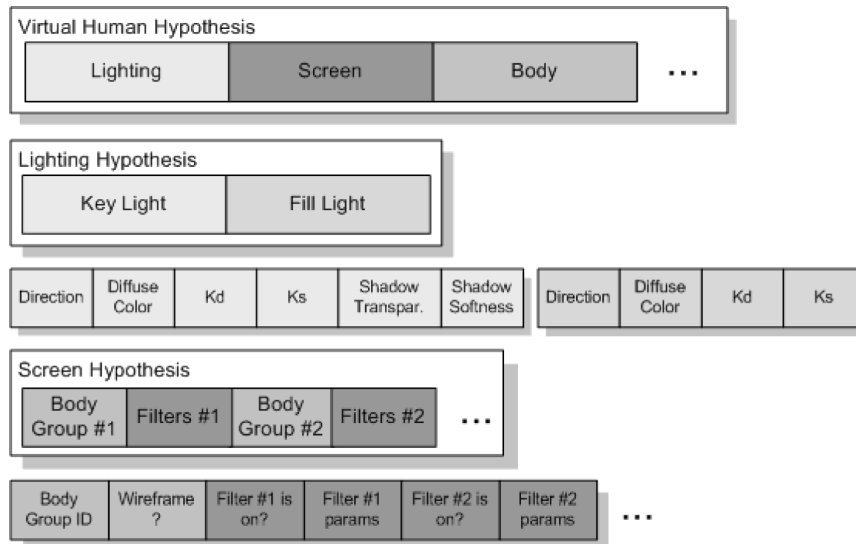 Virtual Human Hypothesis
Lighting Screen Body ...
Lighting Hypothesis
Key Light Fill Light
Direction Diffuse Color Kd Ks Shadow Transpar. Shadow Softness Direction Diffuse Color Kd Ks
Screen Hypothesis
Body Group #1 Filters #1 Body Group #2 Filters #2 ...
Body Group ID Wireframe ? Filter #1 is on? Filter #1 params Filter #2 is on? Filter #2 params ...